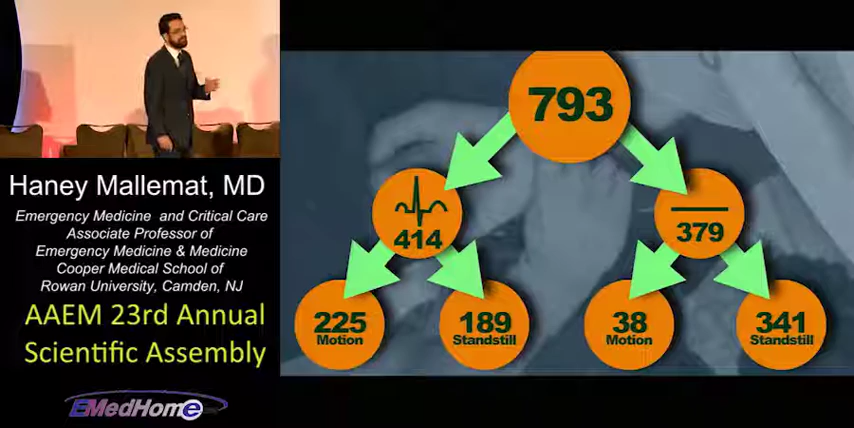 Haney Mallemat, MD
Emergency Medicine and Critical Care
Associate Professor of
Emergency Medicine & Medicine
Cooper Medical School of
Rowan University, Camden, NJ
AAEM 23rd Annual
Scientific Assembly
EMedHome
793
414
379
225
Motion
189
Standstill
38
Motion
341
Standstill